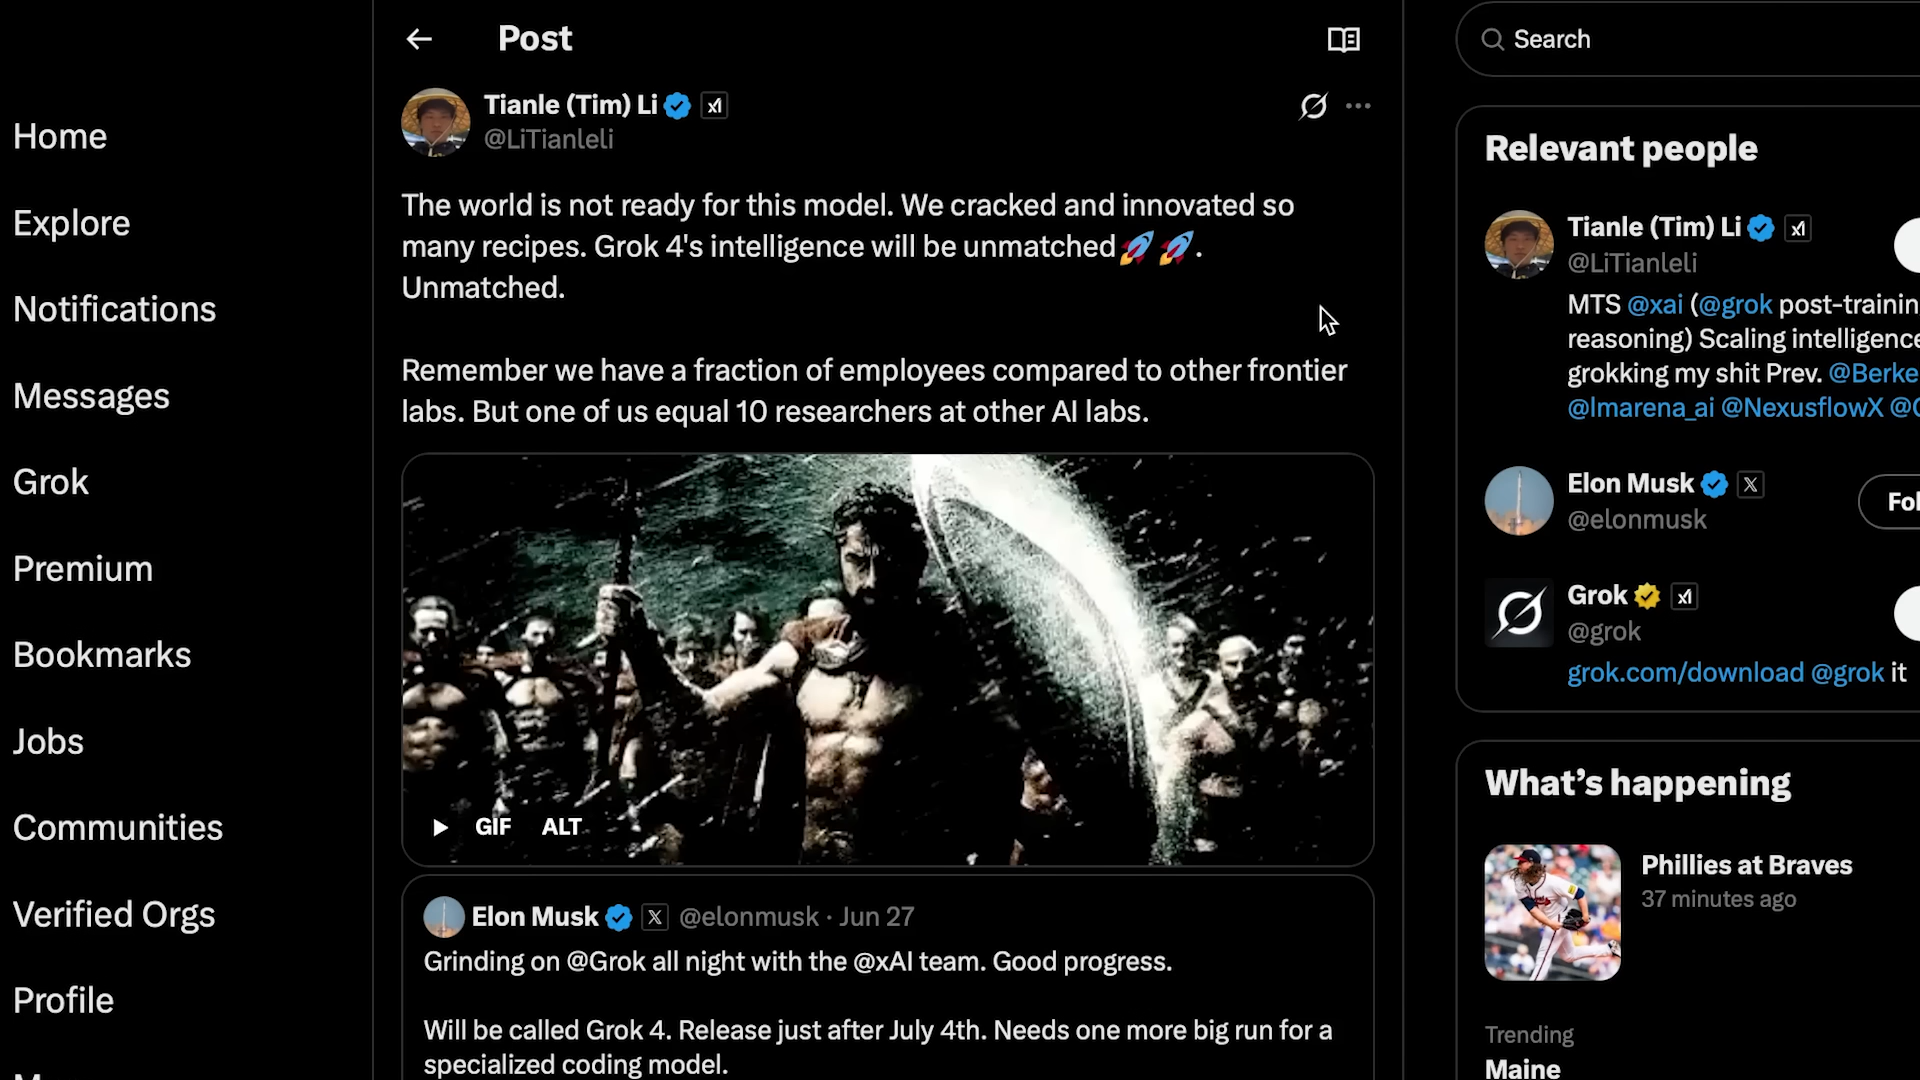 Home
Explore
Notifications
Messages
Grok
Premium
Bookmarks
Jobs
Communities
Verified Orgs
Profile
Post
Tianle (Tim) Li
@LiTianleli
The world is not ready for this model. We cracked and innovated so
many recipes. Grok 4's intelligence will be unmatched🚀🚀.
Unmatched.
Remember we have a fraction of employees compared to other frontier
labs. But one of us equal 10 researchers at other AI labs.
GIF ALT
Elon Musk @elonmusk · Jun 27
Grinding on @Grok all night with the @xAI team. Good progress.
Will be called Grok 4. Release just after July 4th. Needs one more big run for a
specialized coding model.
Search
Relevant people
Tianle (Tim) Li
@LiTianleli
MTS @xai (@grok post-trainin
reasoning) Scaling intelligence
grokking my shit Prev. @Berke
@lmarena_ai @NexusflowX @
Elon Musk
@elonmusk
Fol
Grok
@grok
grok.com/download @grok it
What's happening
Phillies at Braves
37 minutes ago
Trending
Maine